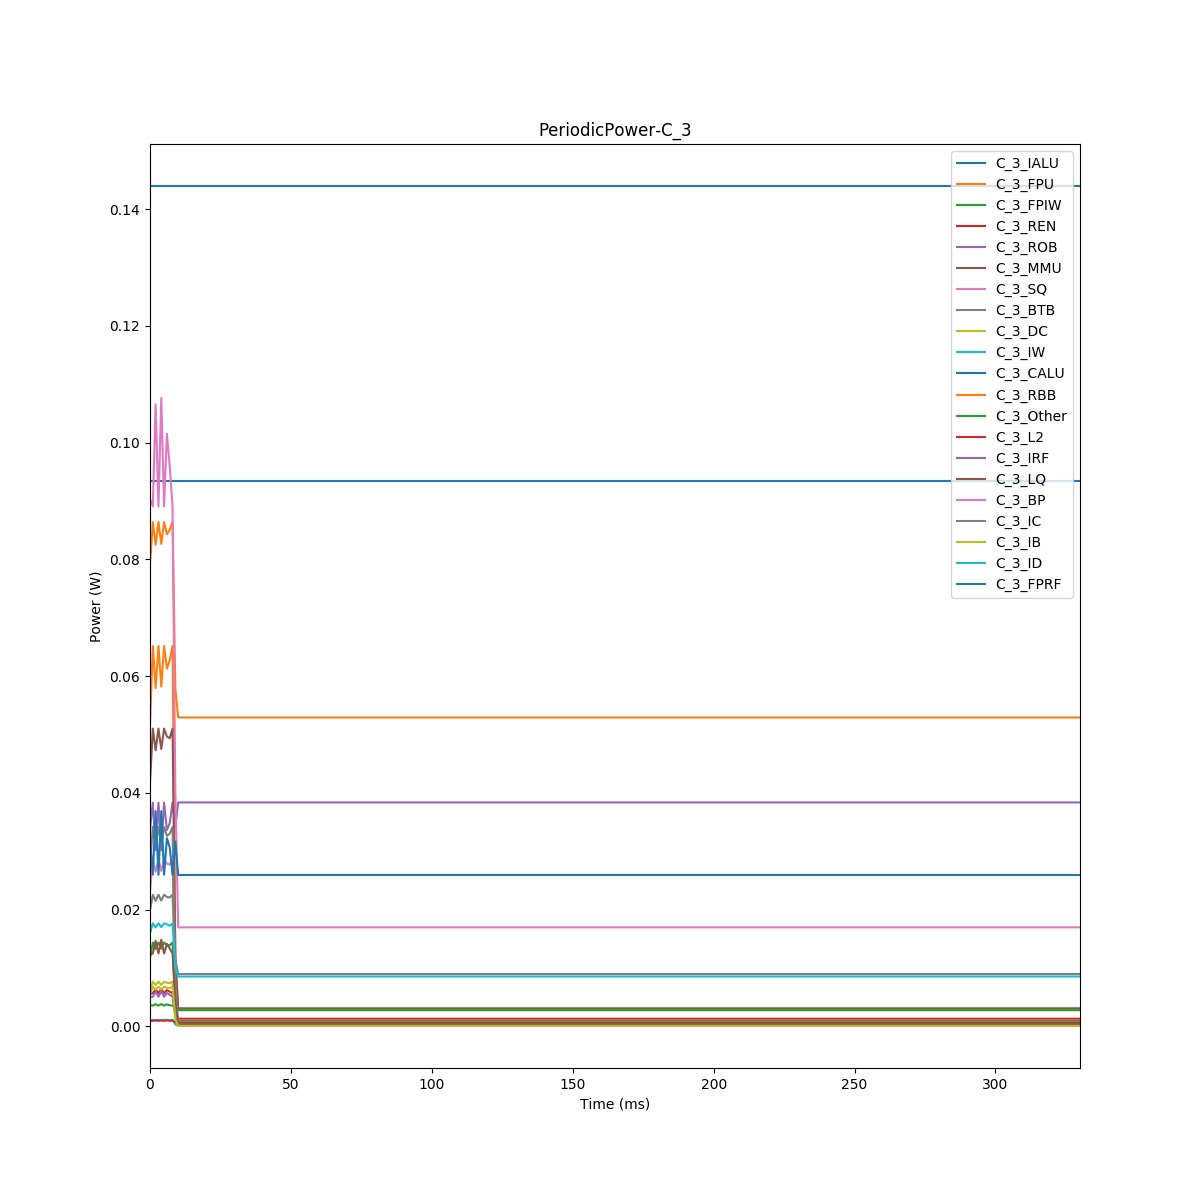 PeriodicPower-C_3
C_3_IALU
C_3_FPU
C_3_FPIW
C_3_REN
C_3_ROB
C_3_MMU
C_3_SQ
C_3_BTB
C_3_DC
C_3_IW
C_3_CALU
C_3_RBB
C_3_Other
C_3_L2
C_3_IRF
C_3_LQ
C_3_BP
C_3_IC
C_3_IB
C_3_ID
C_3_FPRF
0.14
0.12
0.10
0.08
0.06
0.04
0.02
0.00
Power (W)
0 50 100 150 200 250 300
Time (ms)